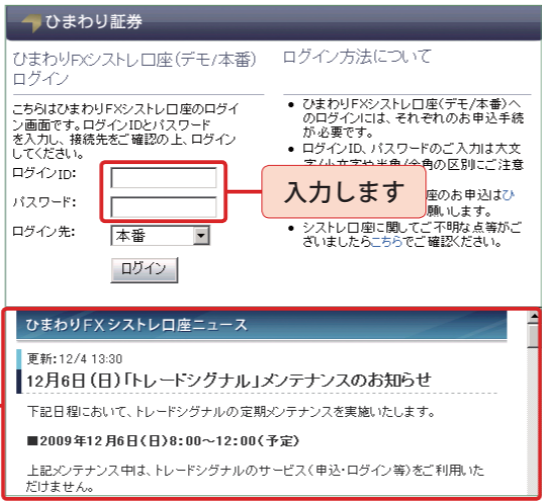 ひまわり証券
ひまわりFXシストレ口座(デモ/本番)
ログイン
こちらはひまわりFXシストレ口座のログイ
ン画面です。ログインIDとパスワード
を入力し、接続先をご確認の上、ログイン
してください。
ログインID:
パスワード:
ログイン先:
本番
ログイン
ログイン方法について
• ひまわりFXシストレ口座(デモ/本番)へ
のログインには、それぞれのお申込手続
が必要です。
• ログインID、パスワードのご入力は大文
字/小文字や半角/全角の区別にご注意
座のお申込はひ
願いします。
• シストレ口座に関してご不明な点等がご
ざいましたらこちらでご確認ください。
入力します
ひまわりFXシストレ口座ニュース
更新:12/4 13:30
12月6日(日)「トレードシグナル」メンテナンスのお知らせ
下記日程において、トレードシグナルの定期メンテナンスを実施いたします。
■2009年12月6日(日)8:00~12:00(予定)
上記メンテナンス中は、トレードシグナルのサービス(申込・ログイン等)をご利用いた
だけません。